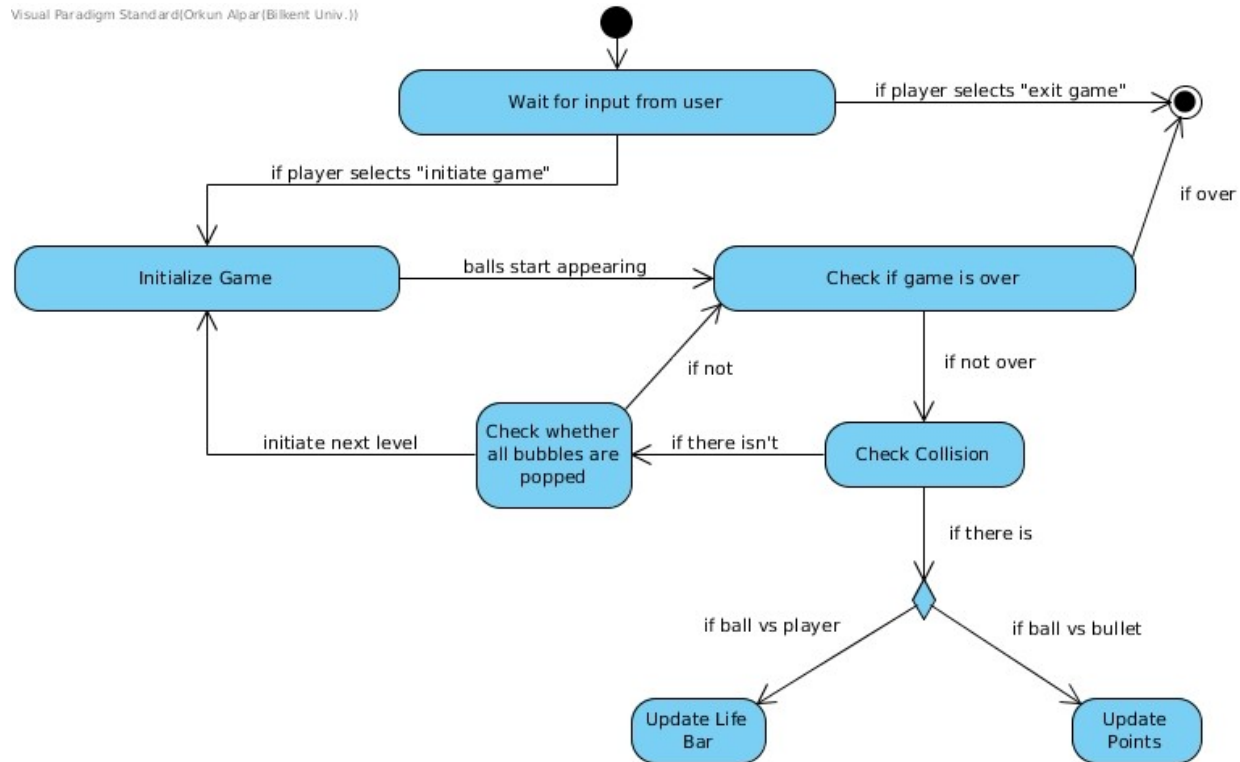 Visual Paradigm Standard(Orkun Alpar(Bilkent Univ.))
Wait for input from user
if player selects "exit game"
if player selects "initiate game"
if over
Initialize Game
balls start appearing
Check if game is over
if not
if not over
initiate next level
Check whether
all bubbles are
popped
if there isn't
Check Collision
if there is
if ball vs player
if ball vs bullet
Update Life
Bar
Update
Points